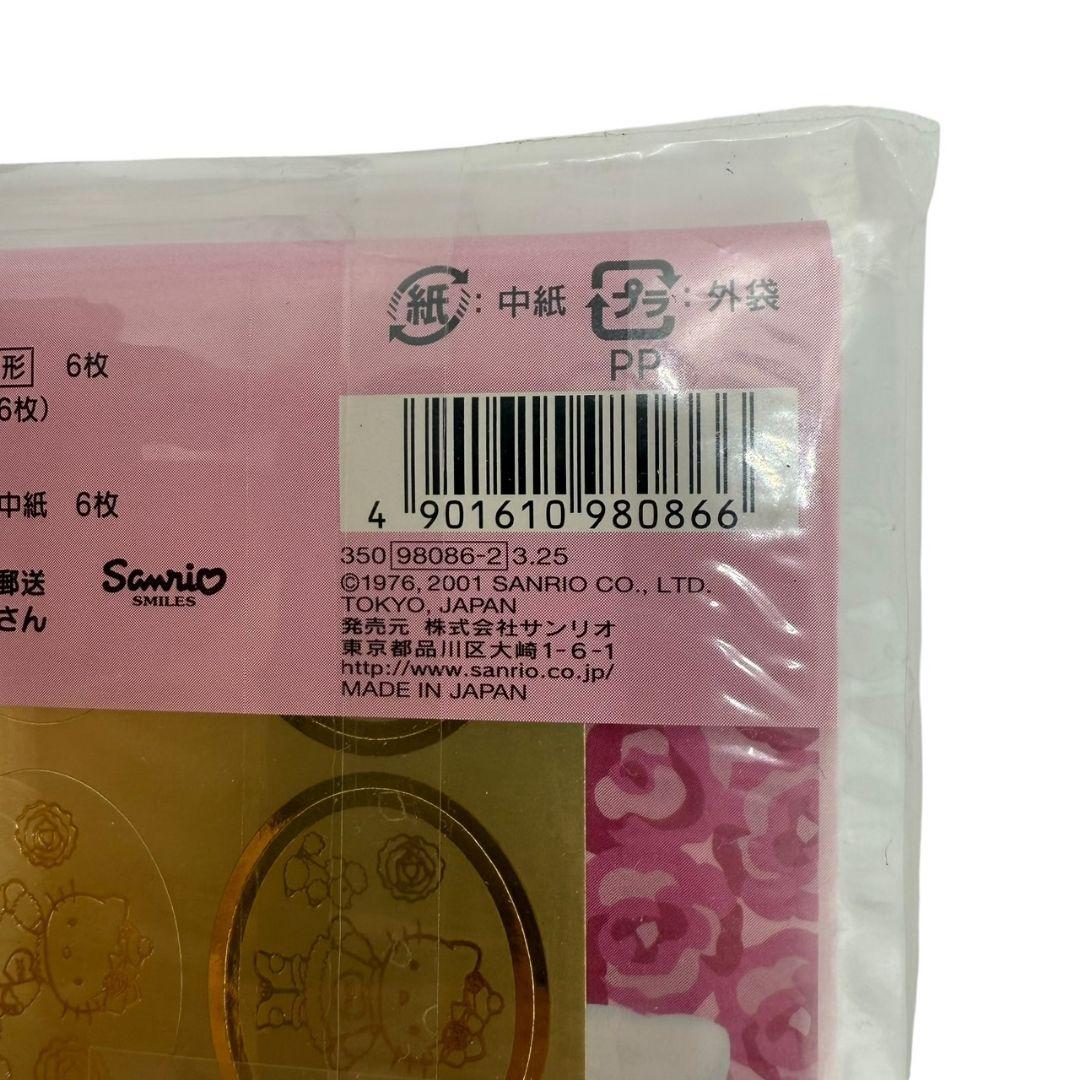 紙：中紙 プラ：外袋
PP
形 6枚
6枚）
中紙 6枚
郵送
さん
Sanrio
SMILES
4 901610 980866
350 98086-2 3.25
©1976, 2001 SANRIO CO., LTD.
TOKYO, JAPAN
発売元 株式会社サンリオ
東京都品川区大崎1-6-1
http://www.sanrio.co.jp/
MADE IN JAPAN